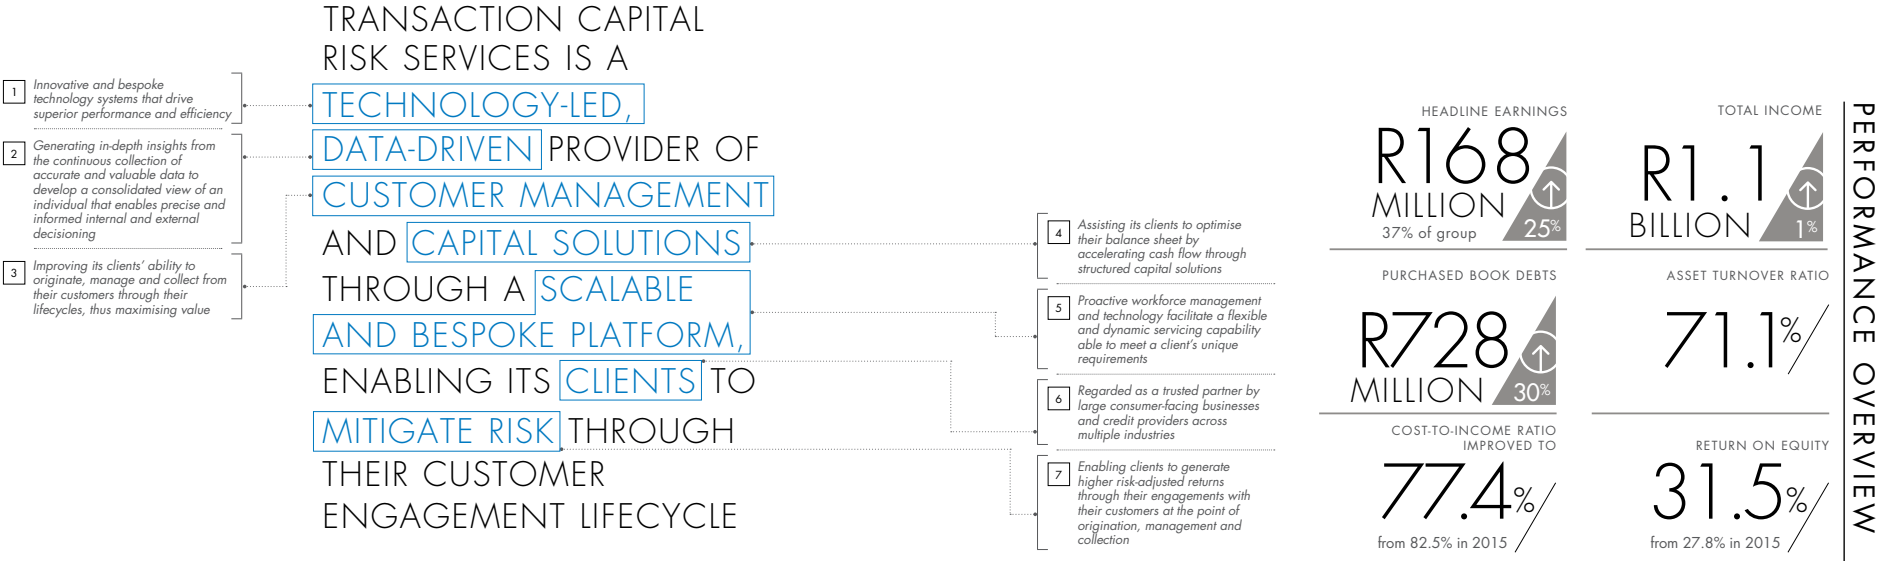 TRANSACTION CAPITAL
RISK SERVICES IS A
TECHNOLOGY-LED,
DATA-DRIVEN PROVIDER OF
CUSTOMER MANAGEMENT
AND CAPITAL SOLUTIONS
THROUGH A SCALABLE
AND BESPOKE PLATFORM,
ENABLING ITS CLIENTS TO
MITIGATE RISK THROUGH
THEIR CUSTOMER
ENGAGEMENT LIFECYCLE
1
Innovative and bespoke
technology systems that drive
superior performance and efficiency
2
Generating in-depth insights from
the continuous collection of
accurate and valuable data to
develop a consolidated view of an
individual that enables precise and
informed internal and external
decisioning
3
Improving its clients’ ability to
originate, manage and collect from
their customers through their
lifecycles, thus maximising value
4
Assisting its clients to optimise
their balance sheet by
accelerating cash flow through
structured capital solutions
5
Proactive workforce management
and technology facilitate a flexible
and dynamic servicing capability
able to meet a client’s unique
requirements
6
Regarded as a trusted partner by
large consumer-facing businesses
and credit providers across
multiple industries
7
Enabling clients to generate
higher risk-adjusted returns
through their engagements with
their customers at the point of
origination, management and
collection
PERFORMANCE OVERVIEW
HEADLINE EARNINGS
R168
MILLION
37% of group
25%
TOTAL INCOME
R1.1
BILLION
1%
PURCHASED BOOK DEBTS
R728
MILLION
30%
ASSET TURNOVER RATIO
71.1%
COST-TO-INCOME RATIO
IMPROVED TO
77.4%
from 82.5% in 2015
RETURN ON EQUITY
31.5%
from 27.8% in 2015